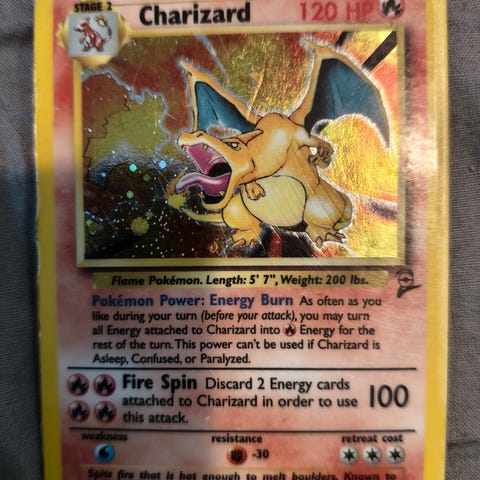 STAGE 2
Charizard 120 HP
Flame Pokémon. Length: 5' 7", Weight: 200 lbs.
Pokémon Power: Energy Burn As often as you
like during your turn (before your attack), you may turn
all Energy attached to Charizard into Energy for the
rest of the turn. This power can't be used if Charizard is
Asleep, Confused, or Paralyzed.
Fire Spin Discard 2 Energy cards
attached to Charizard in order to use 100
this attack.
weakness resistance retreat cost
-30
Spits fire that is hot enough to melt boulders. Known to